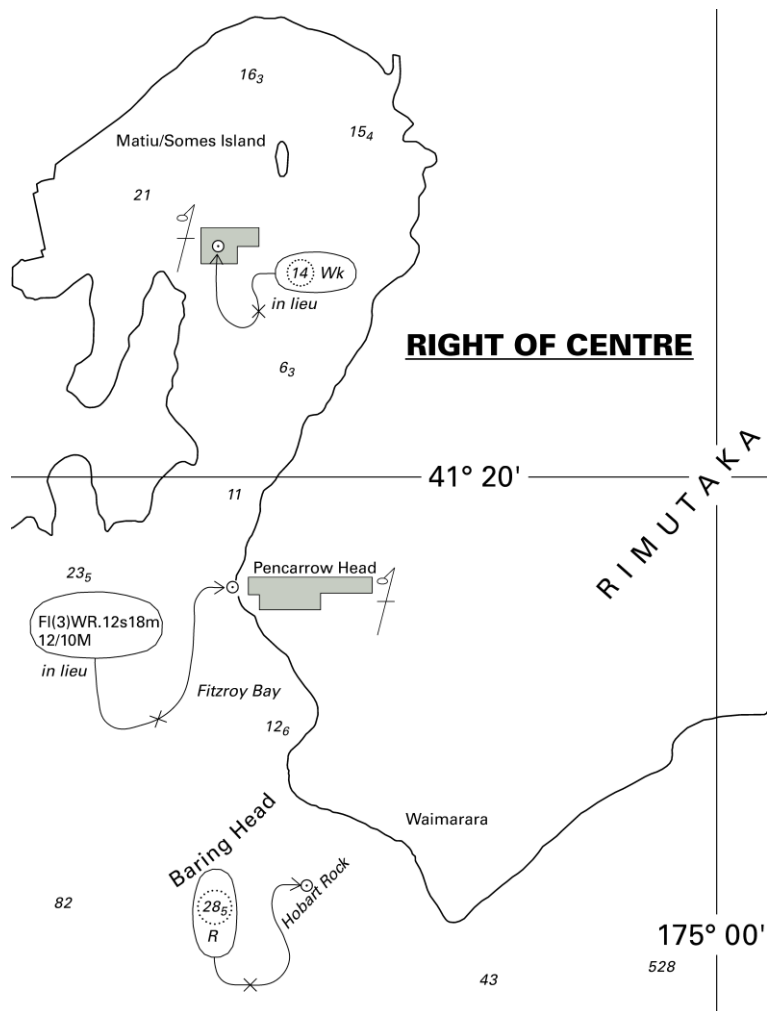 16₃
15₄
Matiu/Somes Island
21
14 Wk
in lieu
RIGHT OF CENTRE
6₃
41° 20'
11
RIMUTAKA
Pencarrow Head
23₅
Fl(3)WR.12s18m
12/10M
in lieu
Fitzroy Bay
12₆
Waimarara
Baring Head
82
28₅
R
Hobart Rock
175° 00'
43
528